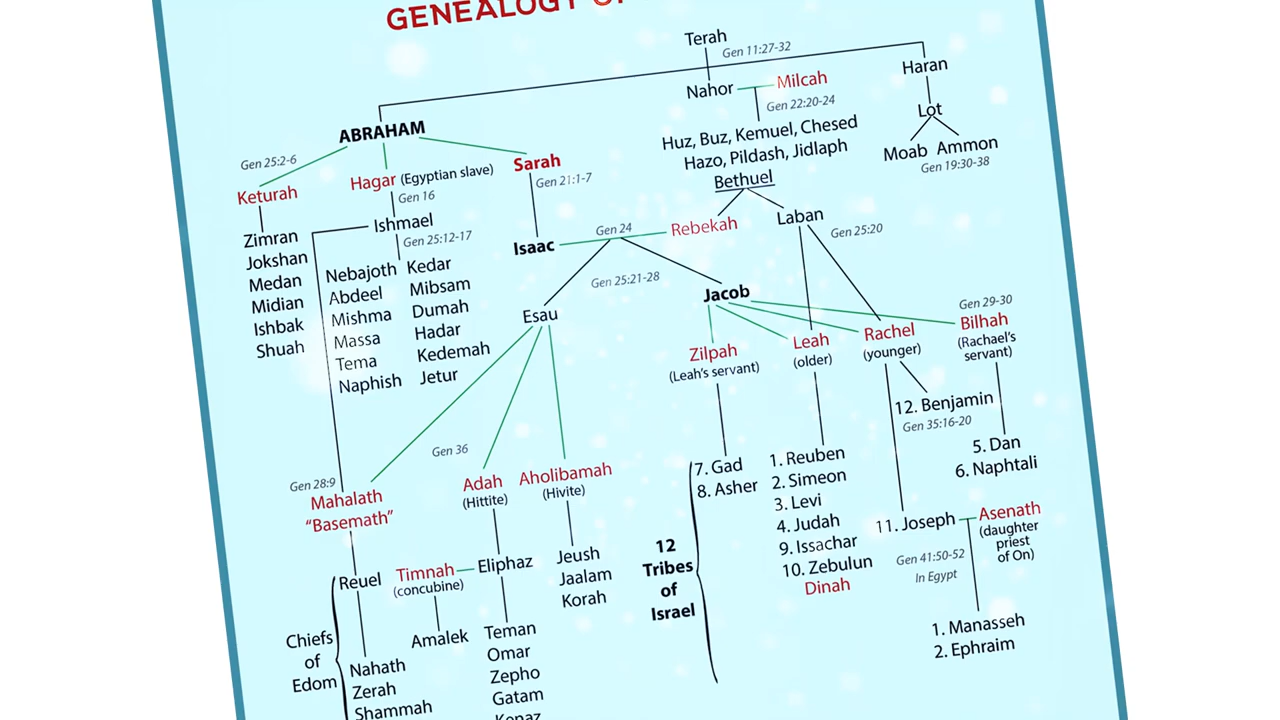 GENEALOGY
Terah
Gen 11:27-32
Haran
Nahor
Milcah
Gen 22:20-24
Lot
ABRAHAM
Huz, Buz, Kemuel, Chesed
Hazo, Pildash, Jidlaph
Bethuel
Moab Ammon
Gen 19:30-38
Gen 25:2-6
Keturah
Hagar (Egyptian slave)
Gen 16
Sarah
Gen 21:1-7
Zimran
Jokshan
Medan
Midian
Ishbak
Shuah
Ishmael
Gen 25:12-17
Nebajoth
Abdeel
Mishma
Massa
Tema
Naphish
Kedar
Mibsam
Dumah
Hadar
Kedemah
Jetur
Isaac
Gen 24
Rebekah
Laban
Gen 25:20
Gen 25:21-28
Esau
Jacob
Gen 29-30
Zilpah
(Leah's servant)
Leah
(older)
Rachel
(younger)
Bilhah
(Rachael's
servant)
12. Benjamin
Gen 35:16-20
5. Dan
6. Naphtali
Gen 36
Gen 28:9
Mahalath
"Basemath"
Adah
(Hittite)
Aholibamah
(Hivite)
7. Gad
8. Asher
1. Reuben
2. Simeon
3. Levi
4. Judah
9. Issachar
10. Zebulun
Dinah
11. Joseph
Asenath
(daughter
priest
of On)
Gen 41:50-52
In Egypt
1. Manasseh
2. Ephraim
12
Tribes
of
Israel
Reuel
Timnah
(concubine)
Eliphaz
Jeush
Jaalam
Korah
Amalek
Chiefs
of
Edom
Nahath
Zerah
Shammah
Teman
Omar
Zepho
Gatam